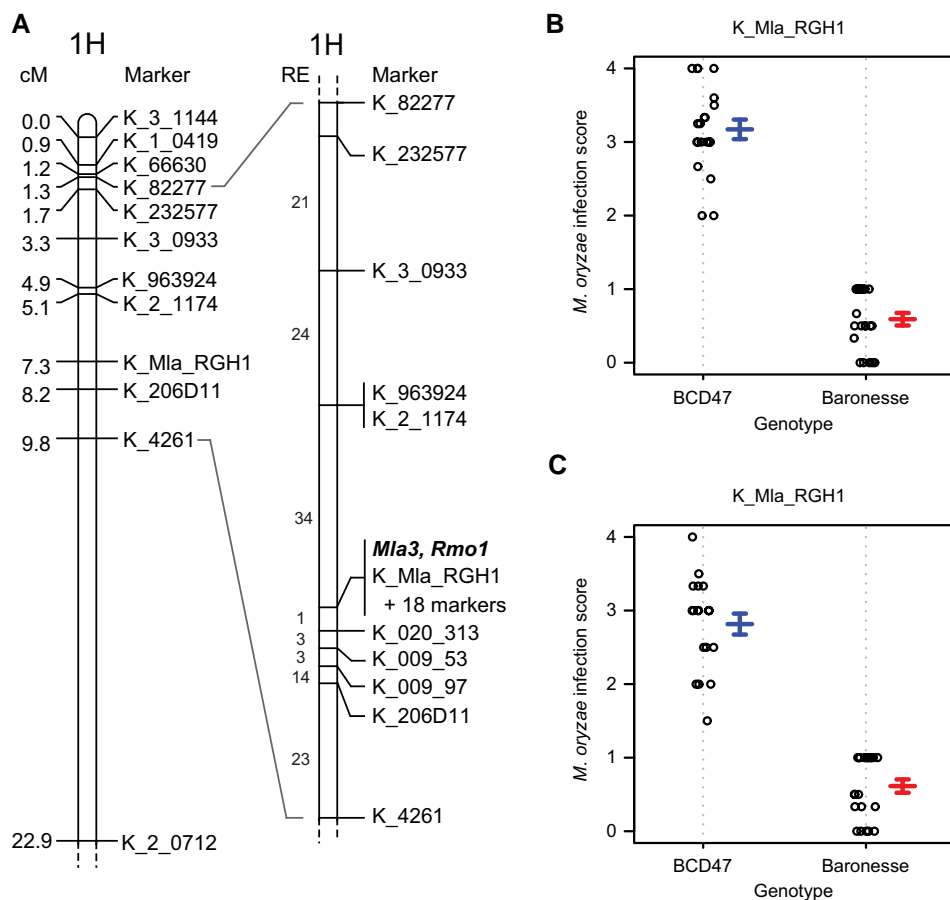 A
1H
cM Marker
0.0 K_3_1144
0.9 K_1_0419
1.2 K_66630
1.3 K_82277
1.7 K_232577
3.3 K_3_0933
4.9 K_963924
5.1 K_2_1174
7.3 K_Mla_RGH1
8.2 K_206D11
9.8 K_4261
22.9 K_2_0712
1H
RE Marker
K_82277
K_232577
21
K_3_0933
24
K_963924
K_2_1174
34
Mla3, Rmo1
K_Mla_RGH1
+ 18 markers
1
K_020_313
3
K_009_53
3
K_009_97
14
K_206D11
23
K_4261
B
K_Mla_RGH1
M. oryzae infection score
4
3
2
1
0
BCD47 Baronesse
Genotype
C
K_Mla_RGH1
M. oryzae infection score
4
3
2
1
0
BCD47 Baronesse
Genotype